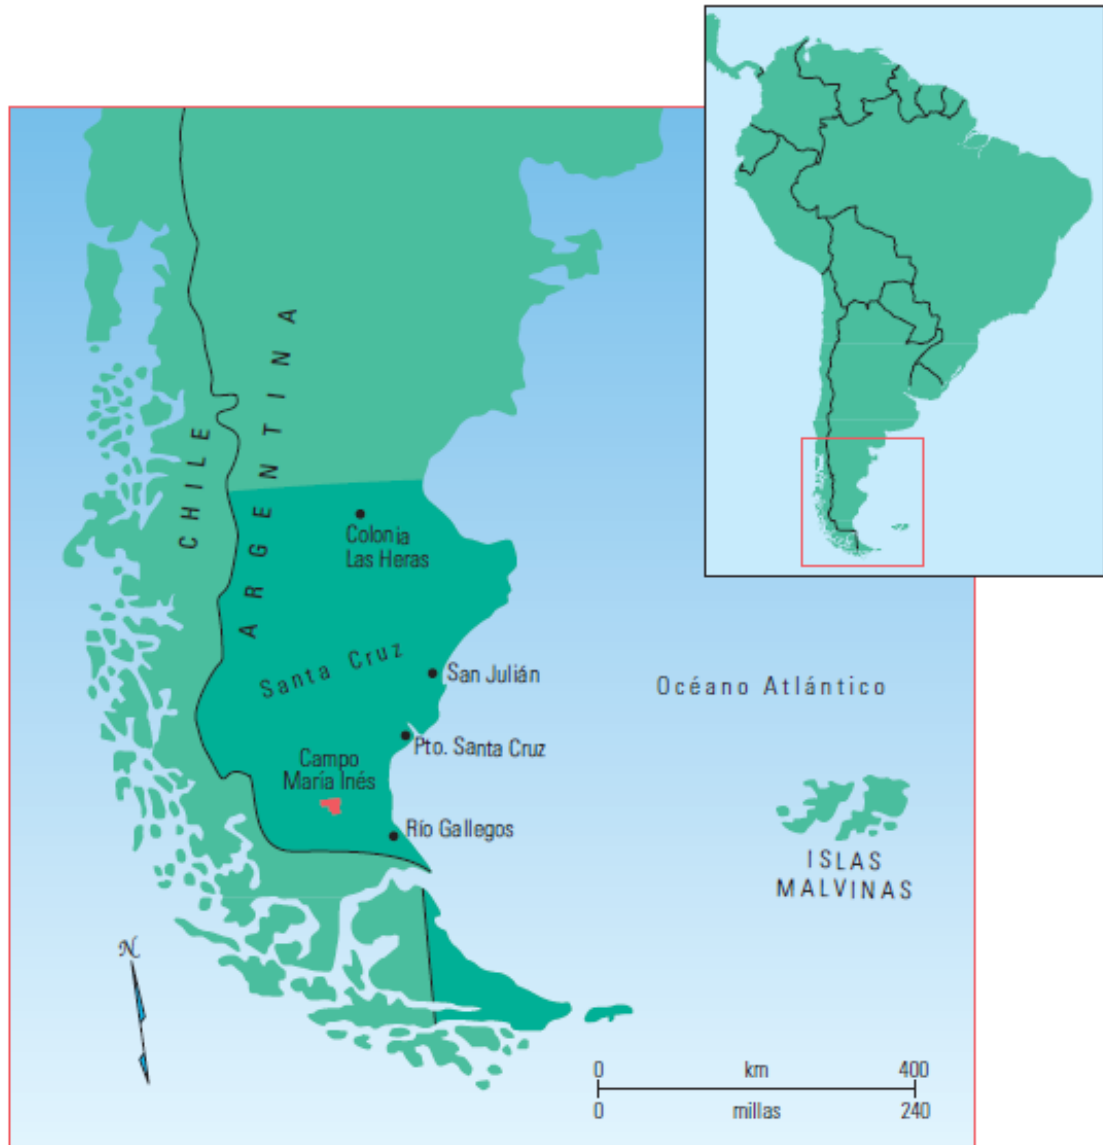 CHILE
ARGENTINA
Colonia
Las Heras
Santa Cruz
San Julián
Océano Atlántico
Pto. Santa Cruz
Campo
María Inés
Río Gallegos
ISLAS
MALVINAS
N
0 km 400
0 millas 240